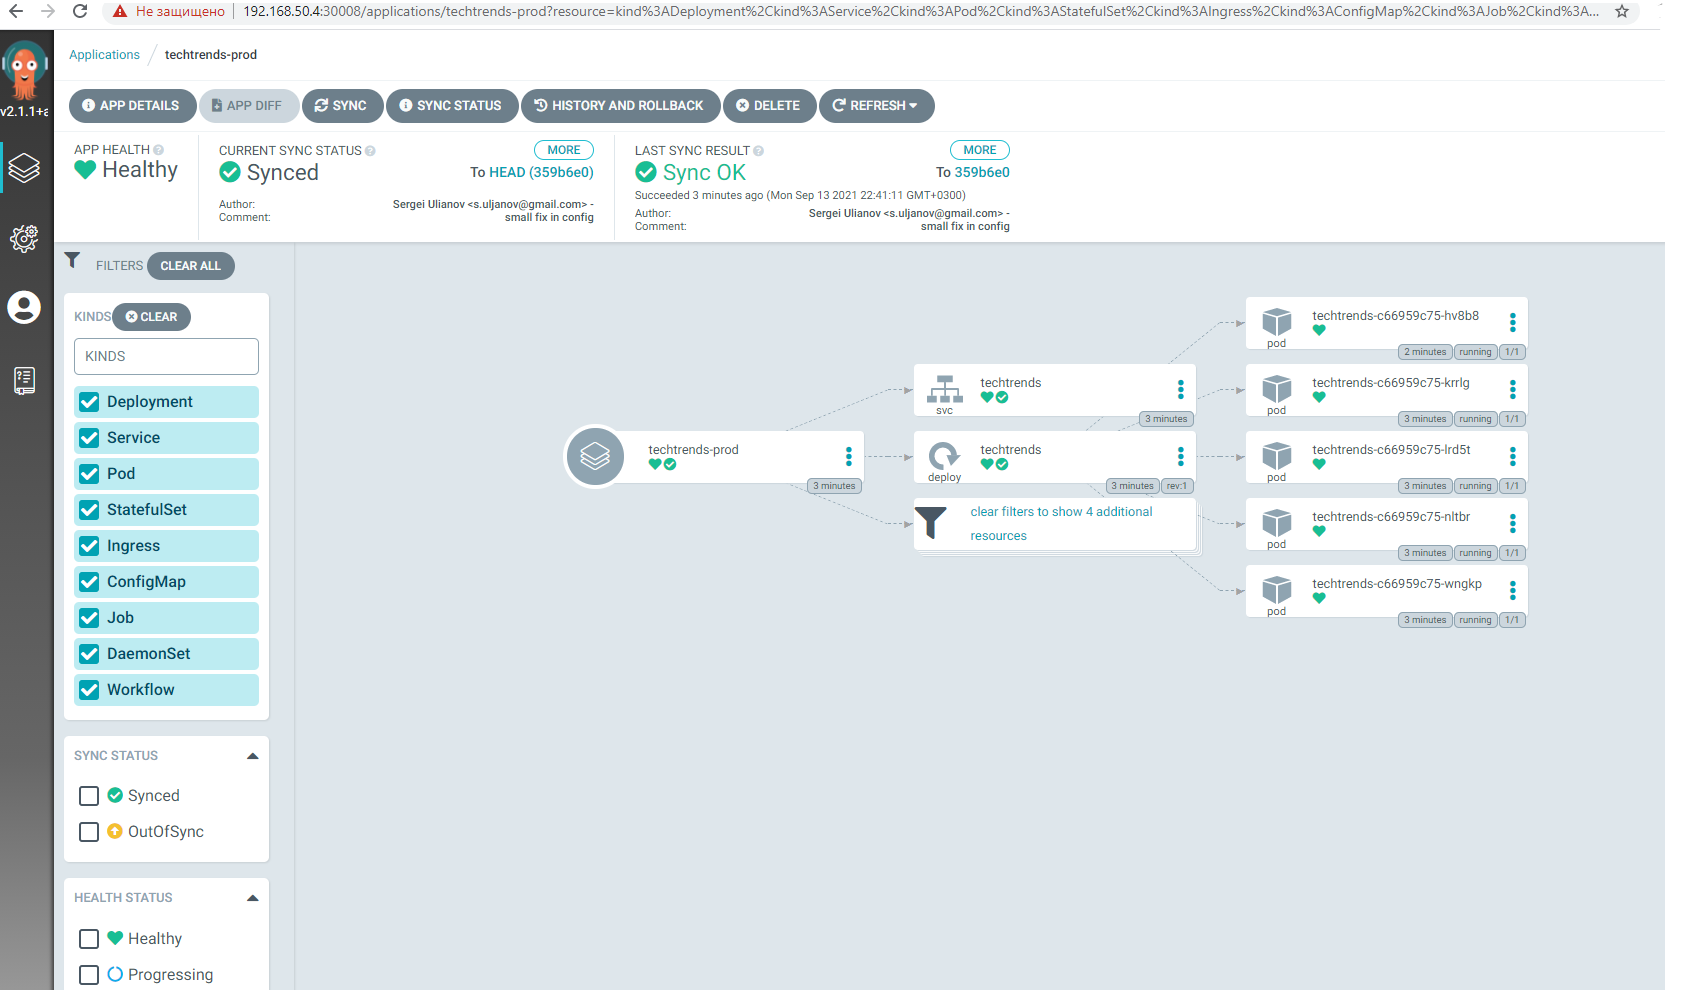 Не защищено 192.168.50.4:30008/applications/techtrends-prod?resource=kind%3ADeployment%2Ckind%3AService%2Ckind%3APod%2Ckind%3AStatefulSet%2Ckind%3AIngress%2Ckind%3AConfigMap%2Ckind%3AJob%2Ckind%3A...
Applications / techtrends-prod
v2.1.1+a
APP DETAILS APP DIFF SYNC SYNC STATUS HISTORY AND ROLLBACK DELETE REFRESH
APP HEALTH
Healthy
CURRENT SYNC STATUS MORE
Synced To HEAD (359b6e0)
Author: Sergei Ulianov <s.uljanov@gmail.com> -
Comment: small fix in config
LAST SYNC RESULT MORE
Sync OK To 359b6e0
Succeeded 3 minutes ago (Mon Sep 13 2021 22:41:11 GMT+0300)
Author: Sergei Ulianov <s.uljanov@gmail.com> -
Comment: small fix in config
FILTERS CLEAR ALL
KINDS CLEAR
KINDS
Deployment
Service
Pod
StatefulSet
Ingress
ConfigMap
Job
DaemonSet
Workflow
SYNC STATUS
Synced
OutOfSync
HEALTH STATUS
Healthy
Progressing
techtrends-prod
3 minutes
techtrends
svc
3 minutes
techtrends
deploy
3 minutes rev:1
clear filters to show 4 additional
resources
techtrends-c66959c75-hv8b8
pod
2 minutes running 1/1
techtrends-c66959c75-krrlg
pod
3 minutes running 1/1
techtrends-c66959c75-lrd5t
pod
3 minutes running 1/1
techtrends-c66959c75-nltbr
pod
3 minutes running 1/1
techtrends-c66959c75-wngkp
pod
3 minutes running 1/1